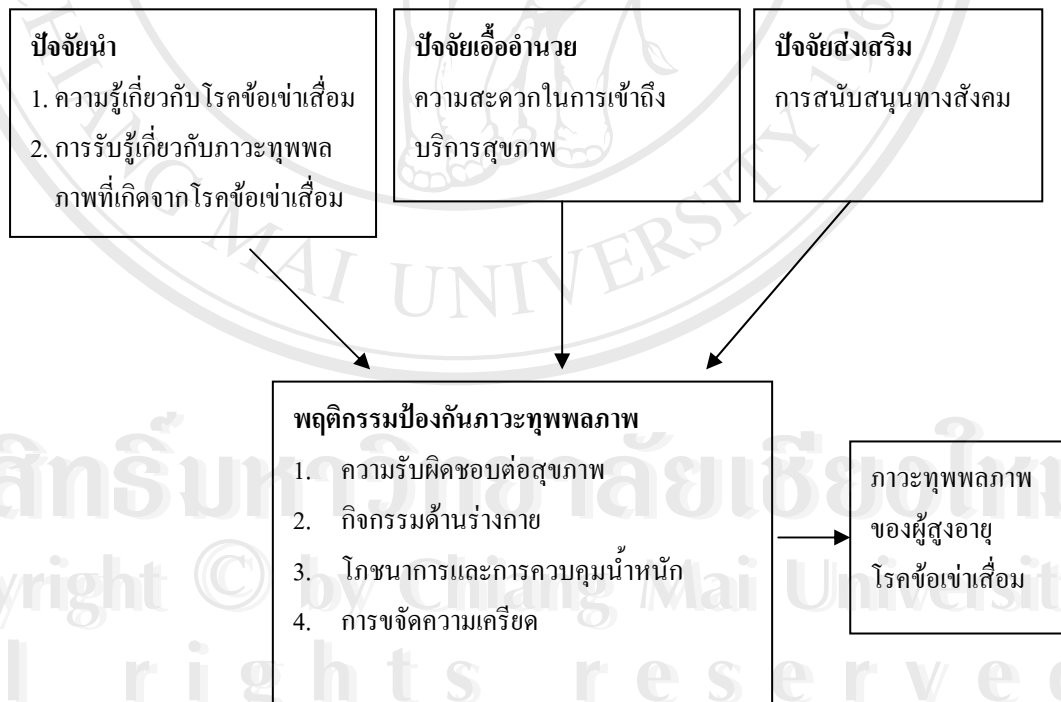 ปัจจัยนำ
1. ความรู้เกี่ยวกับโรคข้อเข่าเสื่อม
2. การรับรู้เกี่ยวกับภาวะทุพพล
ภาพที่เกิดจากโรคข้อเข่าเสื่อม
ปัจจัยเอื้ออำนวย
ความสะดวกในการเข้าถึง
บริการสุขภาพ
ปัจจัยส่งเสริม
การสนับสนุนทางสังคม
พฤติกรรมป้องกันภาวะทุพพลภาพ
1. ความรับผิดชอบต่อสุขภาพ
2. กิจกรรมด้านร่างกาย
3. โภชนาการและการควบคุมน้ำหนัก
4. การขจัดความเครียด
ภาวะทุพพลภาพ
ของผู้สูงอายุ
โรคข้อเข่าเสื่อม
MAI UNIVERSITY 196
© by Chiang Mai
rights reserve